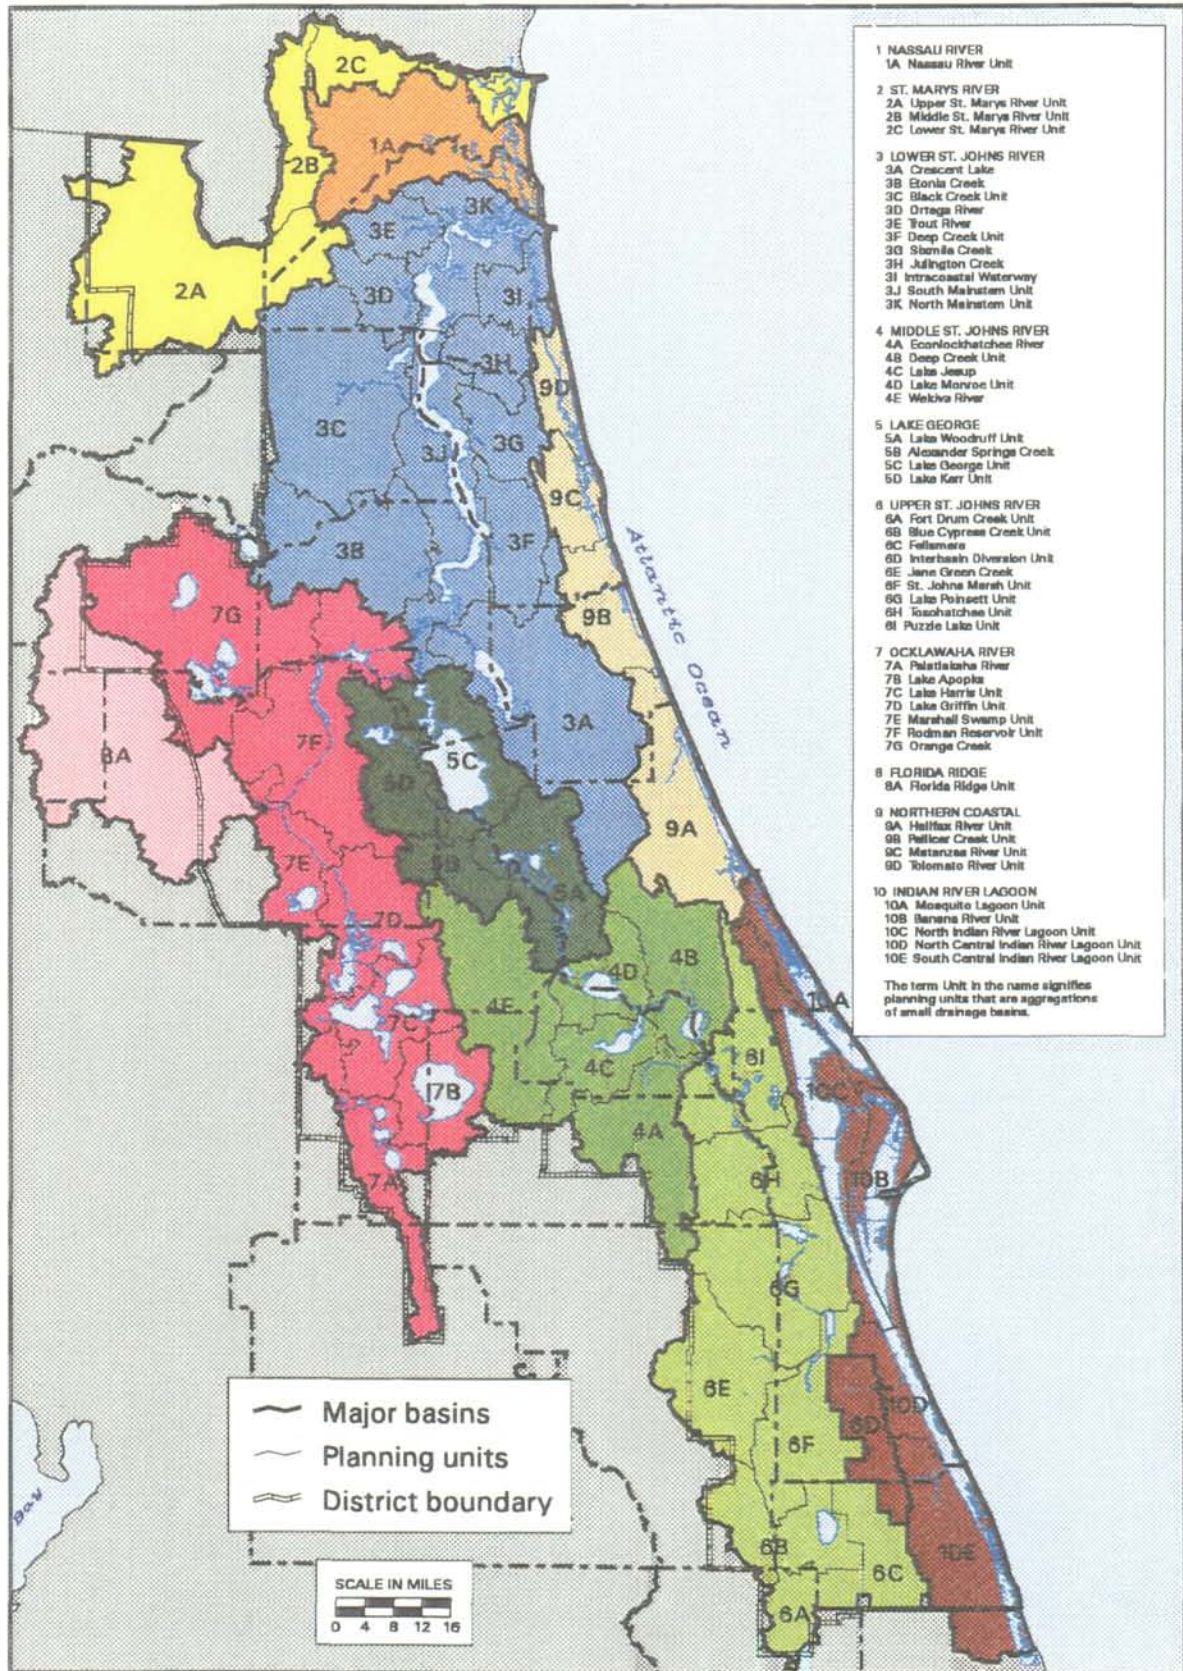 1 NASSAU RIVER
1A Nassau River Unit
2 ST. MARYS RIVER
2A Upper St. Marys River Unit
2B Middle St. Marys River Unit
2C Lower St. Marys River Unit
3 LOWER ST. JOHNS RIVER
3A Crescent Lake
3B Etonia Creek
3C Black Creek Unit
3D Ortega River
3E Trout River
3F Deep Creek Unit
3G Sixmile Creek
3H Julington Creek
3I Intracoastal Waterway
3J South Mainstem Unit
3K North Mainstem Unit
4 MIDDLE ST. JOHNS RIVER
4A Econlockhatchee River
4B Deep Creek Unit
4C Lake Jesup
4D Lake Monroe Unit
4E Wekiva River
5 LAKE GEORGE
5A Lake Woodruff Unit
5B Alexander Springs Creek
5C Lake George Unit
5D Lake Kerr Unit
6 UPPER ST. JOHNS RIVER
6A Fort Drum Creek Unit
6B Blue Cypress Creek Unit
6C Fellsmere
6D Interbasin Diversion Unit
6E Jane Green Creek
6F St. Johns Marsh Unit
6G Lake Poinsett Unit
6H Tosohatchee Unit
6I Puzzle Lake Unit
7 OCKLAWAHA RIVER
7A Palatlakaha River
7B Lake Apopka
7C Lake Harris Unit
7D Lake Griffin Unit
7E Marshall Swamp Unit
7F Rodman Reservoir Unit
7G Orange Creek
8 FLORIDA RIDGE
8A Florida Ridge Unit
9 NORTHERN COASTAL
9A Halifax River Unit
9B Pellicer Creek Unit
9C Matanzas River Unit
9D Tolomato River Unit
10 INDIAN RIVER LAGOON
10A Mosquito Lagoon Unit
10B Banana River Unit
10C North Indian River Lagoon Unit
10D North Central Indian River Lagoon Unit
10E South Central Indian River Lagoon Unit
The term Unit in the name signifies
planning units that are aggregations
of small drainage basins.
2C
1A
2B
3K
3E
2A
3D
3I
3H
9D
3C
3G
3J
9C
3B
3F
Atlantic Ocean
9B
7G
3A
7F
8A
5C
5D
9A
7E
5B
5A
7D
4D
4B
4E
10A
7C
6I
4C
10C
7B
4A
10B
7A
6H
6G
6E
10D
6D
6F
6B
6C
10E
6A
Bay
Major basins
Planning units
District boundary
SCALE IN MILES
0 4 8 12 16